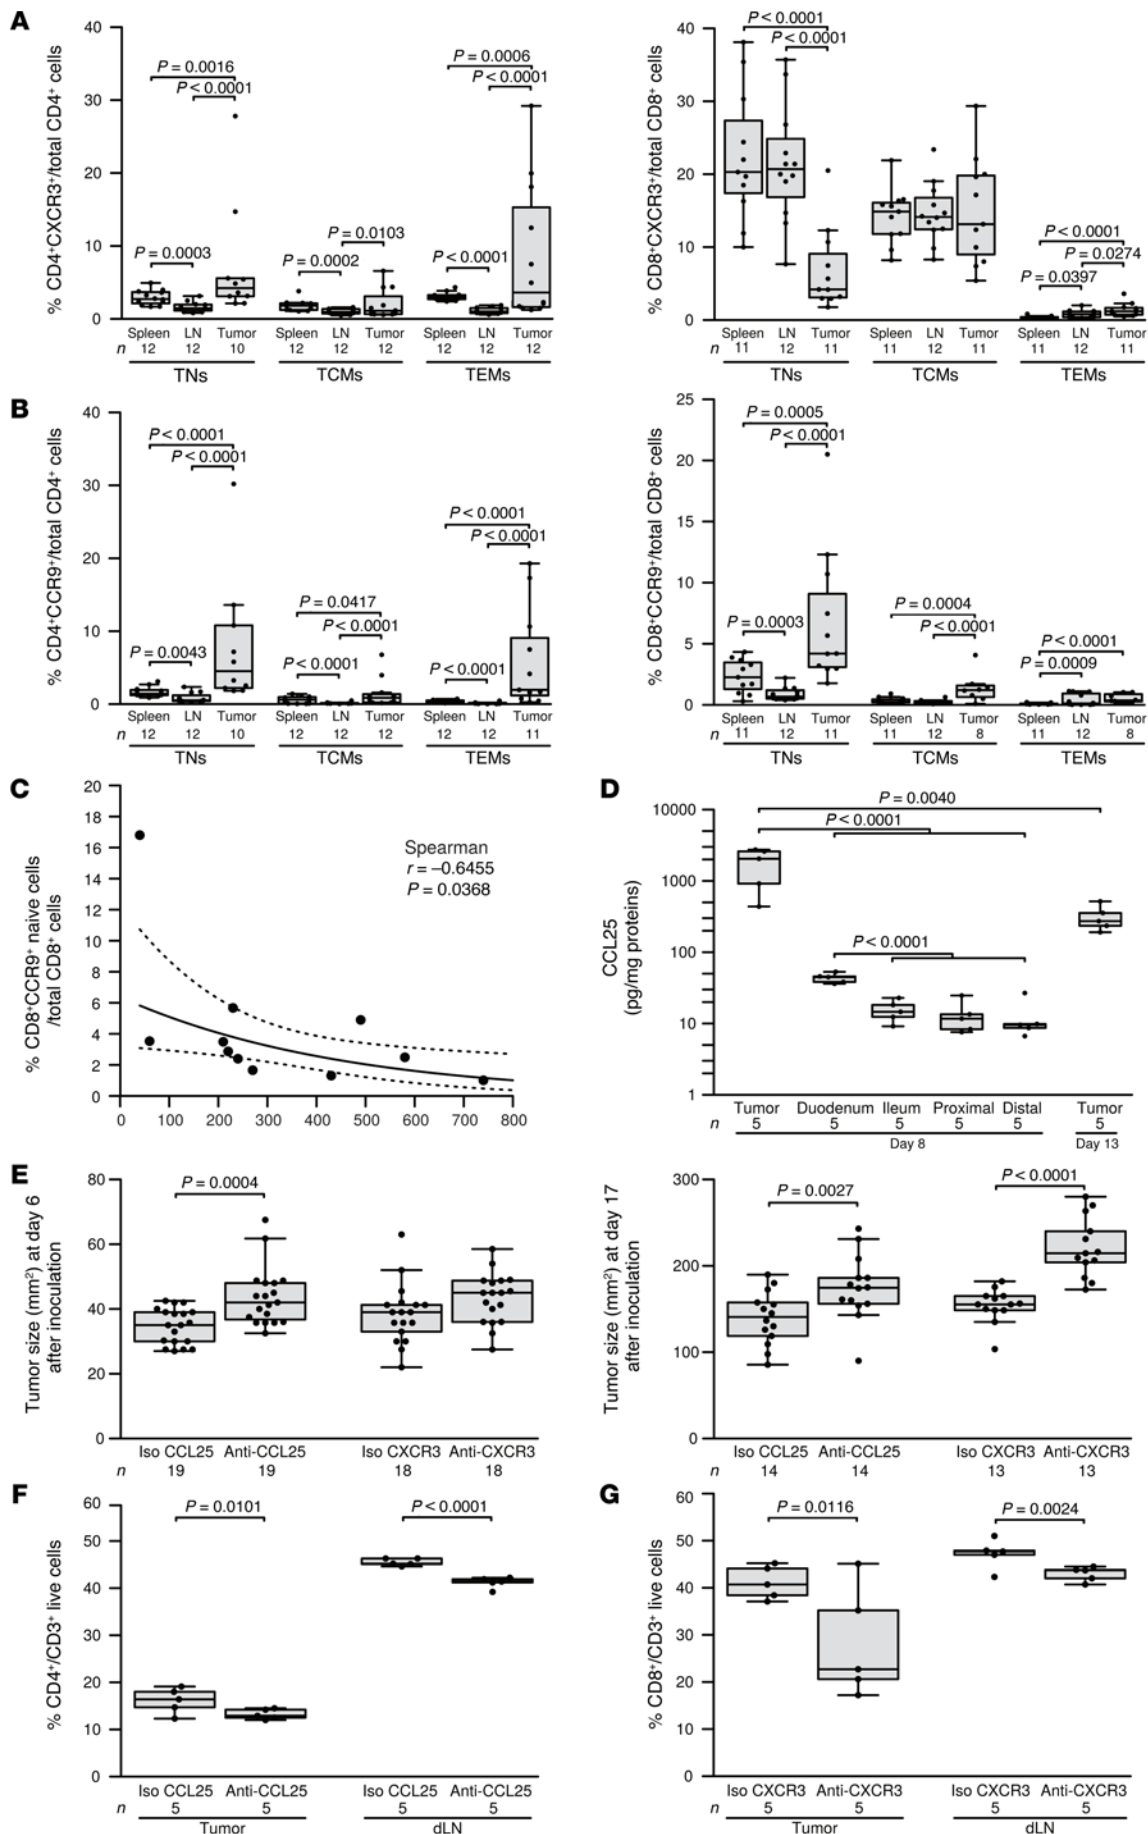 A
% CD4+CXCR3+/total CD4+ cells
40
30
20
10
0
P = 0.0016
P < 0.0001
P = 0.0003
P = 0.0002
P = 0.0103
P = 0.0006
P < 0.0001
P < 0.0001
Spleen LN Tumor Spleen LN Tumor Spleen LN Tumor
n 12 12 10 12 12 12 12 12 12
TNs TCMs TEMs
% CD8+CXCR3+/total CD8+ cells
40
30
20
10
0
P < 0.0001
P < 0.0001
P < 0.0001
P = 0.0274
P = 0.0397
Spleen LN Tumor Spleen LN Tumor Spleen LN Tumor
n 11 12 11 11 12 11 11 12 11
TNs TCMs TEMs
B
% CD4+CCR9+/total CD4+ cells
40
30
20
10
0
P < 0.0001
P < 0.0001
P = 0.0043
P = 0.0417
P < 0.0001
P < 0.0001
P < 0.0001
P < 0.0001
P < 0.0001
Spleen LN Tumor Spleen LN Tumor Spleen LN Tumor
n 12 12 10 12 12 12 12 12 11
TNs TCMs TEMs
% CD8+CCR9+/total CD8+ cells
25
20
15
10
5
0
P = 0.0005
P < 0.0001
P = 0.0003
P = 0.0004
P < 0.0001
P < 0.0001
P = 0.0009
Spleen LN Tumor Spleen LN Tumor Spleen LN Tumor
n 11 12 11 11 12 8 11 12 8
TNs TCMs TEMs
C
% CD8+CCR9+ naive cells
/total CD8+ cells
20
18
16
14
12
10
8
6
4
2
0
Spearman
r = –0.6455
P = 0.0368
0 100 200 300 400 500 600 700 800
D
CCL25
(pg/mg proteins)
10000
1000
100
10
1
P = 0.0040
P < 0.0001
P < 0.0001
Tumor Duodenum Ileum Proximal Distal Tumor
n 5 5 5 5 5 5
Day 8 Day 13
E
Tumor size (mm2) at day 6
after inoculation
80
60
40
20
0
P = 0.0004
Iso CCL25 Anti-CCL25 Iso CXCR3 Anti-CXCR3
n 19 19 18 18
Tumor size (mm2) at day 17
after inoculation
300
200
100
0
P = 0.0027
P < 0.0001
Iso CCL25 Anti-CCL25 Iso CXCR3 Anti-CXCR3
n 14 14 13 13
F
% CD4+/CD3+ live cells
60
50
40
30
20
10
0
P = 0.0101
P < 0.0001
Iso CCL25 Anti-CCL25 Iso CCL25 Anti-CCL25
n 5 5 5 5
Tumor dLN
G
% CD8+/CD3+ live cells
60
50
40
30
20
10
0
P = 0.0116
P = 0.0024
Iso CXCR3 Anti-CXCR3 Iso CXCR3 Anti-CXCR3
n 5 5 5 5
Tumor dLN